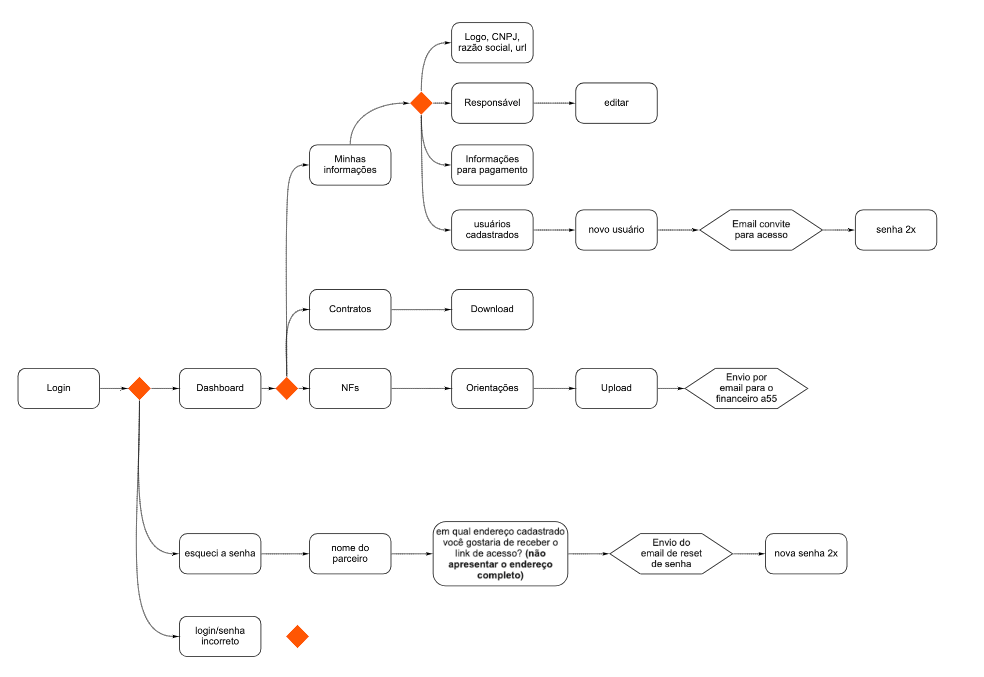 Logo, CNPJ,
razão social, url
Responsável
editar
Minhas
informações
Informações
para pagamento
usuários
cadastrados
novo usuário
Email convite
para acesso
senha 2x
Contratos
Download
Login
Dashboard
NFs
Orientações
Upload
Envio por
email para o
financeiro a55
esqueci a senha
nome do
parceiro
em qual endereço cadastrado
você gostaria de receber o
link de acesso? (não
apresentar o endereço
completo)
Envio do
email de reset
de senha
nova senha 2x
login/senha
incorreto